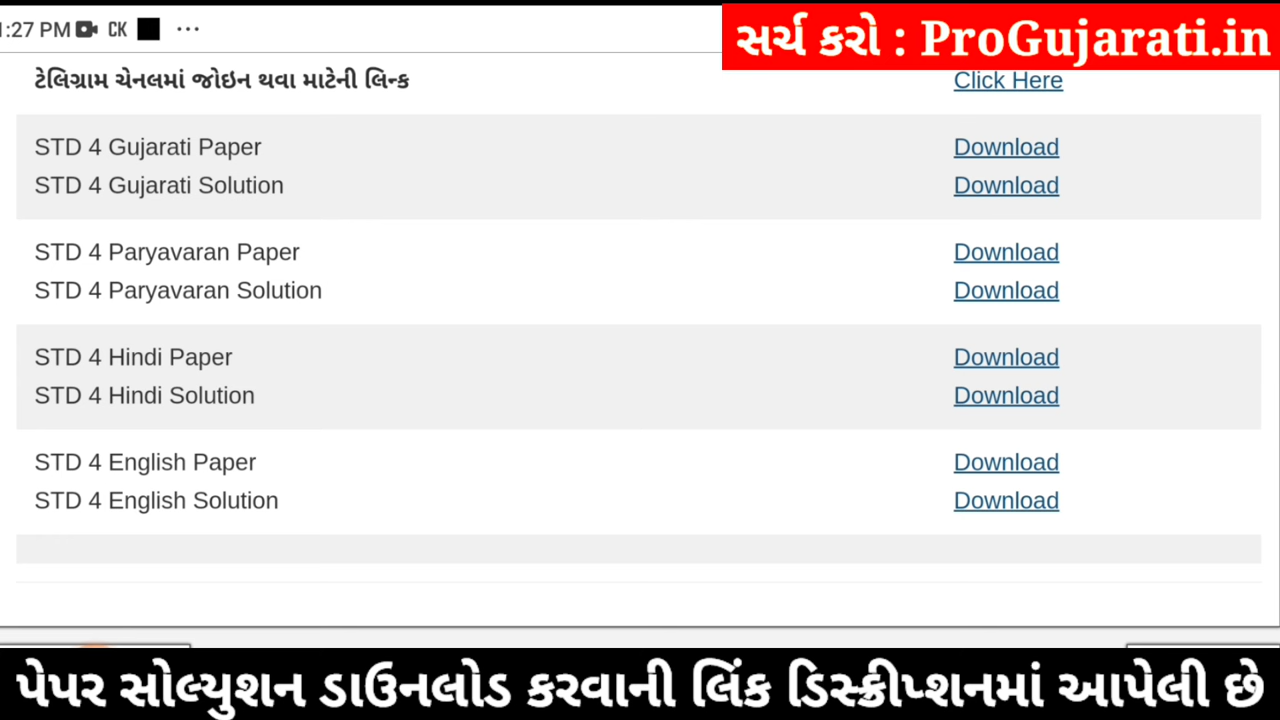 :27 PM CK ...
સર્ચ કરો : ProGujarati.in
ટેલિગ્રામ ચેનલમાં જોઇન થવા માટેની લિન્ક Click Here
STD 4 Gujarati Paper Download
STD 4 Gujarati Solution Download
STD 4 Paryavaran Paper Download
STD 4 Paryavaran Solution Download
STD 4 Hindi Paper Download
STD 4 Hindi Solution Download
STD 4 English Paper Download
STD 4 English Solution Download
પેપર સોલ્યુશન ડાઉનલોડ કરવાની લિંક ડિસ્ક્રીપ્શનમાં આપેલી છે